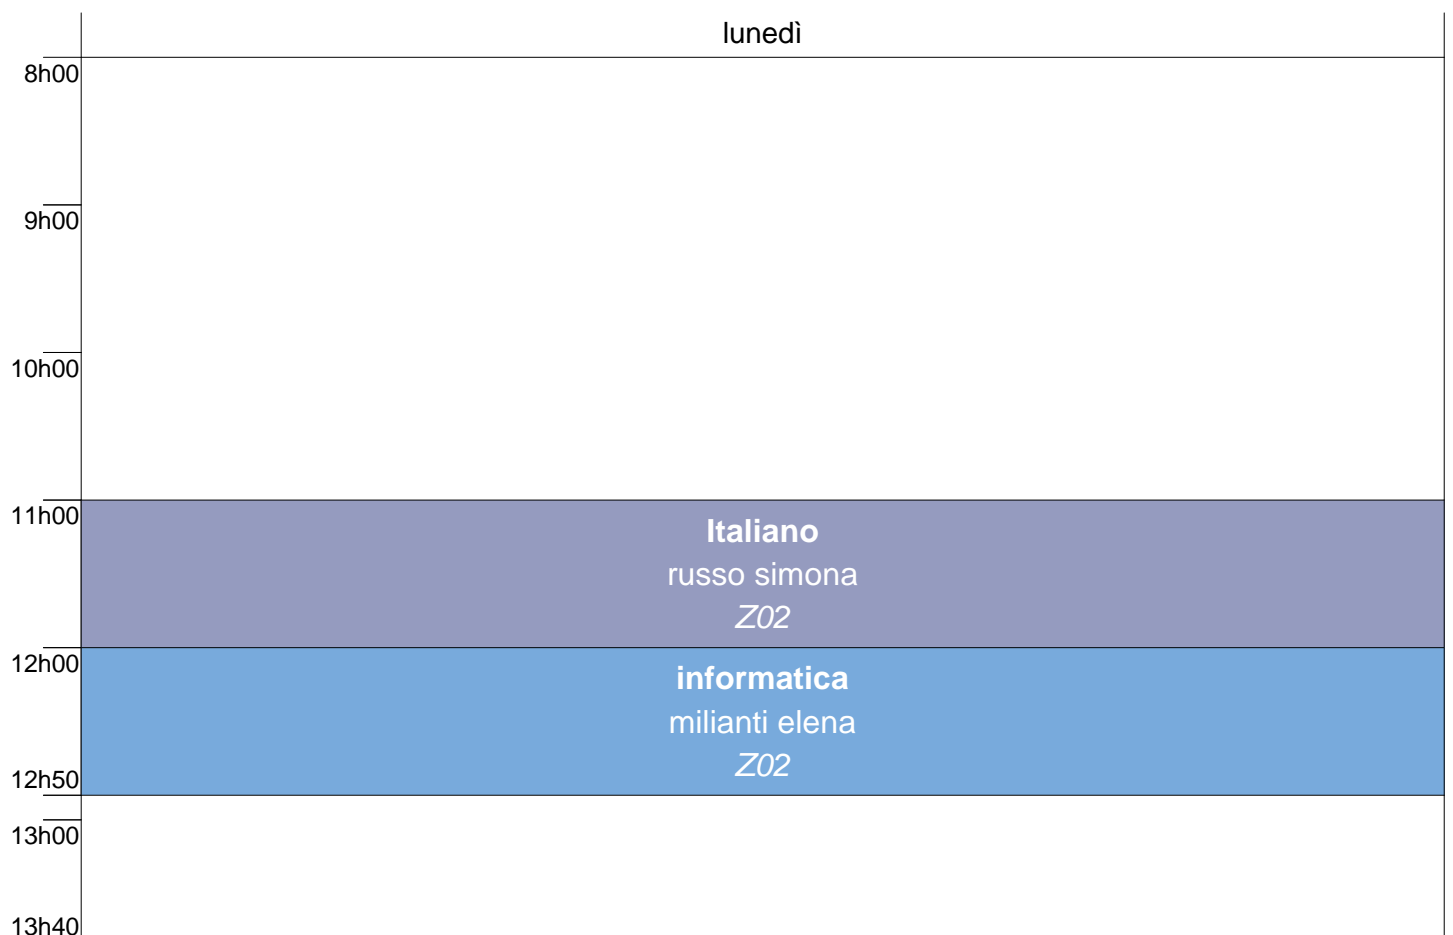 lunedì
8h00
9h00
10h00
11h00
Italiano
russo simona
Z02
12h00
informatica
milianti elena
Z02
12h50
13h00
13h40